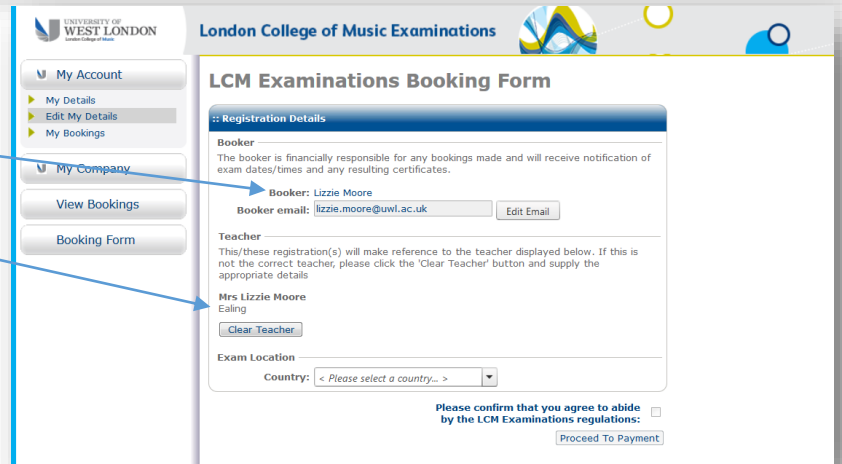 UNIVERSITY OF
WEST LONDON
London College of Music
London College of Music Examinations
My Account
My Details
Edit My Details
My Bookings
My Company
View Bookings
Booking Form
LCM Examinations Booking Form
:: Registration Details
Booker
The booker is financially responsible for any bookings made and will receive notification of
exam dates/times and any resulting certificates.
Booker: Lizzie Moore
Booker email: lizzie.moore@uwl.ac.uk Edit Email
Teacher
This/these registration(s) will make reference to the teacher displayed below. If this is
not the correct teacher, please click the 'Clear Teacher' button and supply the
appropriate details
Mrs Lizzie Moore
Ealing
Clear Teacher
Exam Location
Country: < Please select a country... >
Please confirm that you agree to abide
by the LCM Examinations regulations:
Proceed To Payment